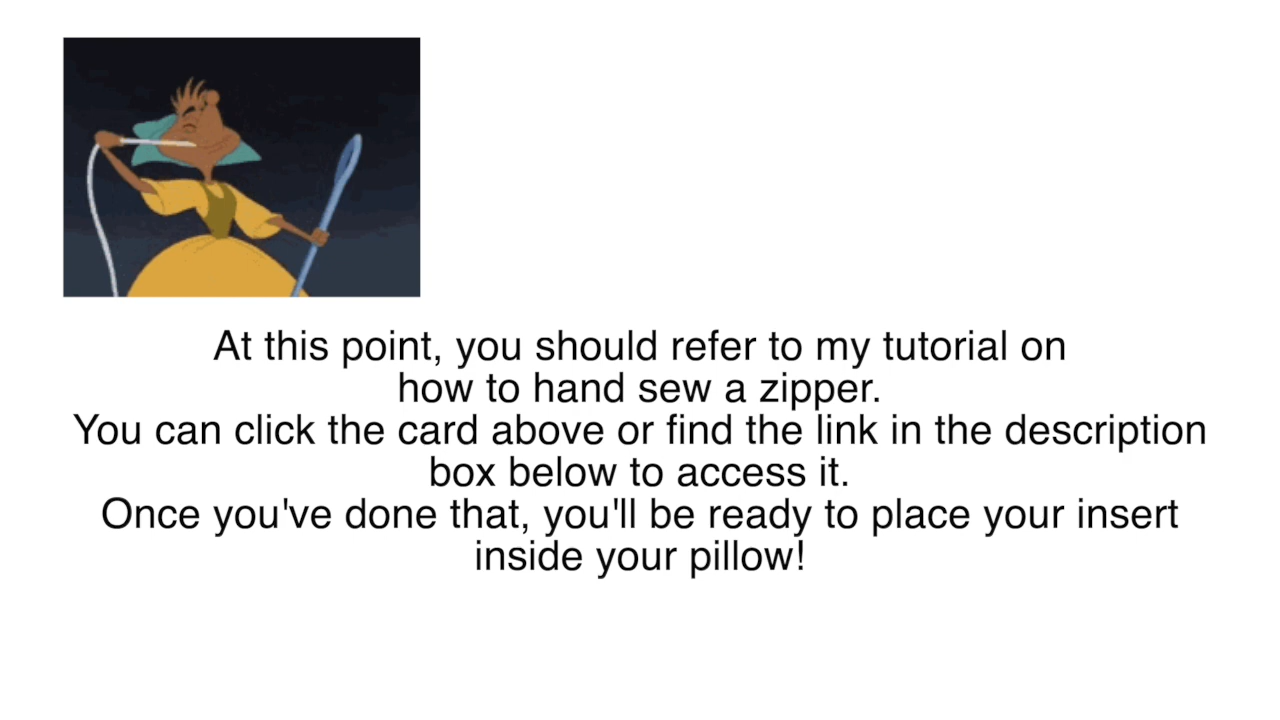 At this point, you should refer to my tutorial on
how to hand sew a zipper.
You can click the card above or find the link in the description
box below to access it.
Once you've done that, you'll be ready to place your insert
inside your pillow!